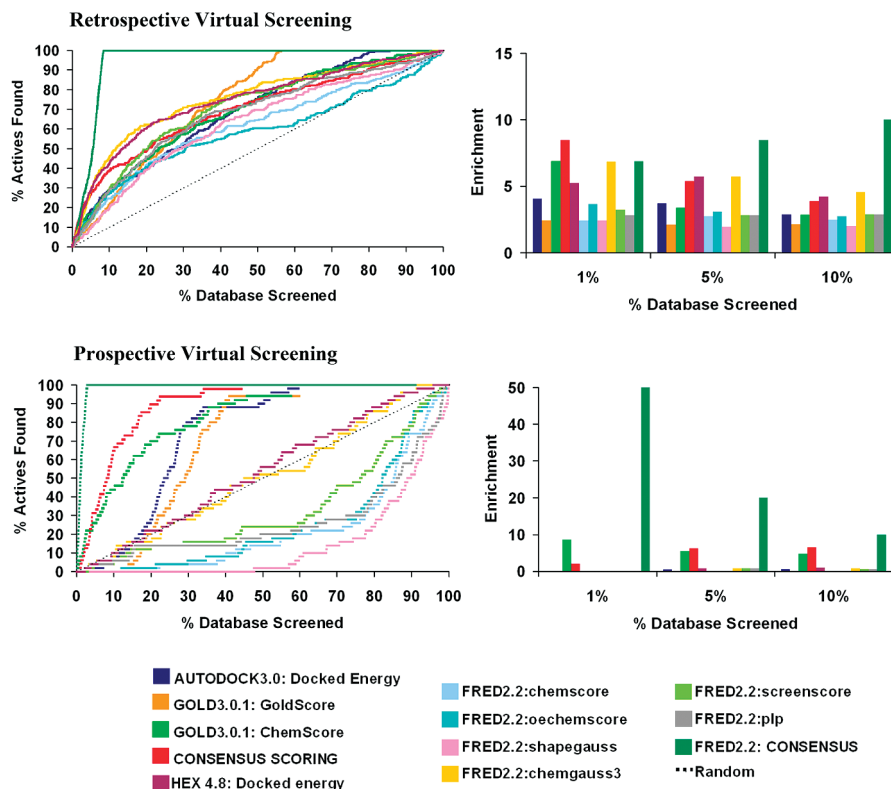 Retrospective Virtual Screening
% Actives Found
100
90
80
70
60
50
40
30
20
10
0
0 10 20 30 40 50 60 70 80 90 100
% Database Screened
Enrichment
15
10
5
0
1% 5% 10%
% Database Screened
Prospective Virtual Screening
% Actives Found
100
90
80
70
60
50
40
30
20
10
0
0 10 20 30 40 50 60 70 80 90 100
% Database Screened
Enrichment
50
40
30
20
10
0
1% 5% 10%
% Database Screened
AUTODOCK3.0: Docked Energy
GOLD3.0.1: GoldScore
GOLD3.0.1: ChemScore
CONSENSUS SCORING
HEX 4.8: Docked energy
FRED2.2:chemscore
FRED2.2:oechemscore
FRED2.2:shapegauss
FRED2.2:chemgauss3
FRED2.2:screenscore
FRED2.2:plp
FRED2.2: CONSENSUS
Random